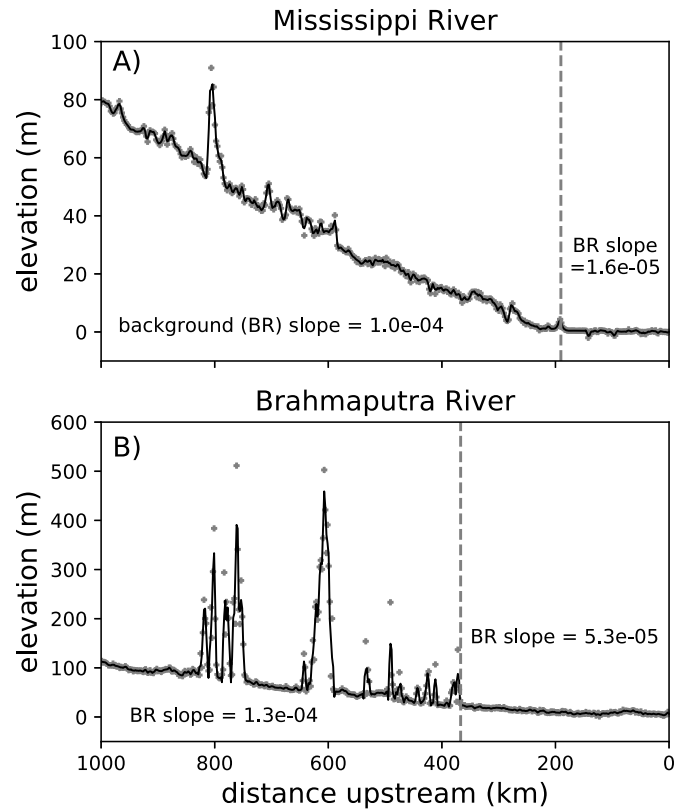 Mississippi River
A)
100
80
60
40
20
0
elevation (m)
BR slope
=1.6e-05
background (BR) slope = 1.0e-04
Brahmaputra River
B)
600
500
400
300
200
100
0
elevation (m)
BR slope = 5.3e-05
BR slope = 1.3e-04
1000 800 600 400 200 0
distance upstream (km)